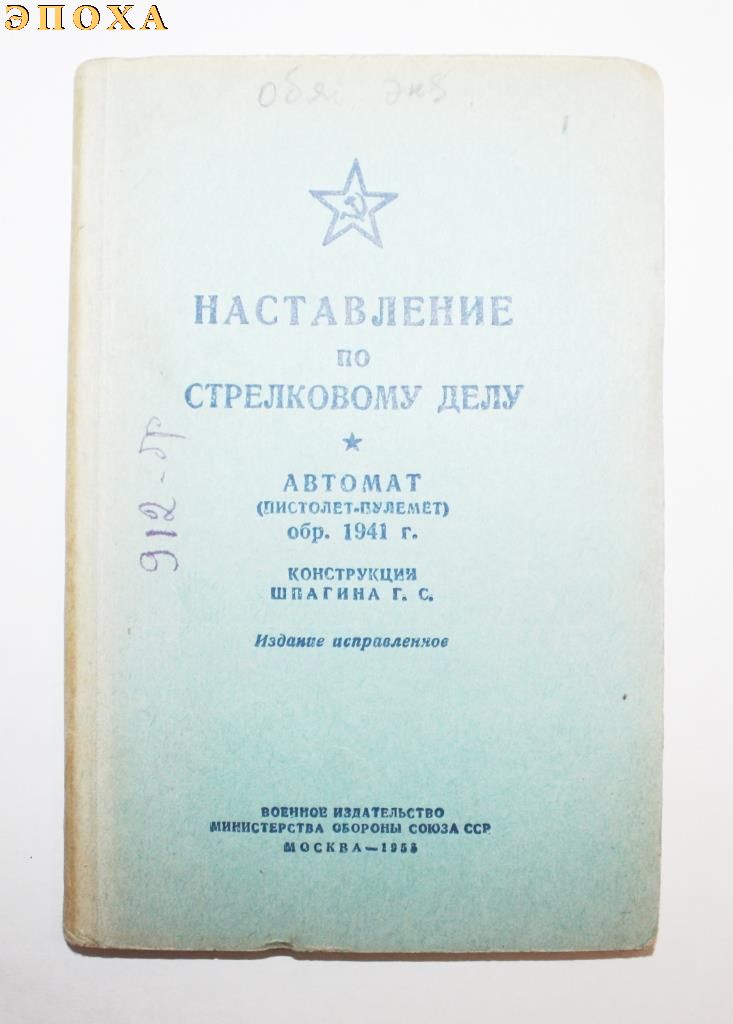 ЭПОХА
НАСТАВЛЕНИЕ
ПО
СТРЕЛКОВОМУ ДЕЛУ
АВТОМАТ
(ПИСТОЛЕТ-ПУЛЕМЕТ)
обр. 1941 г.
КОНСТРУКЦИИ
ШПАГИНА Г. С.
Издание исправленное
912-
ВОЕННОЕ ИЗДАТЕЛЬСТВО
МИНИСТЕРСТВА ОБОРОНЫ СОЮЗА ССР
МОСКВА—1955